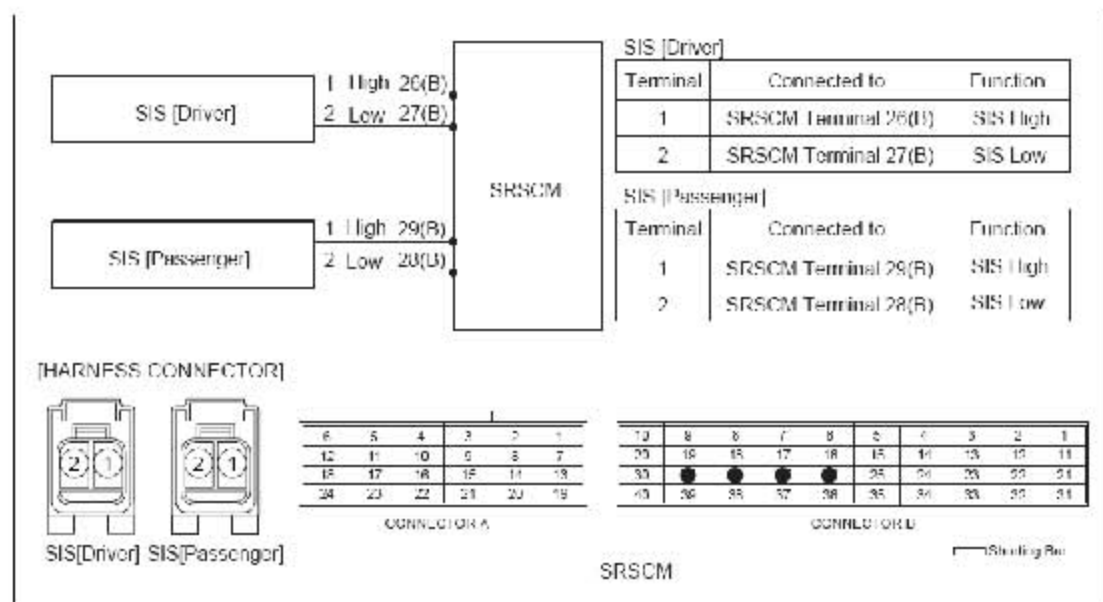 SIS [Driver]
1 High 26(B)
2 Low 27(B)
SIS [Passenger]
1 High 29(B)
2 Low 28(B)
SRSCM
SIS [Driver]
Terminal Connected to Function
1 SRSCM Terminal 26(B) SIS High
2 SRSCM Terminal 27(B) SIS Low
SIS [Passenger]
Terminal Connected to Function
1 SRSCM Terminal 29(B) SIS High
2 SRSCM Terminal 28(B) SIS Low
[HARNESS CONNECTOR]
2 1
2 1
SIS[Driver] SIS[Passenger]
6 5 4 3 2 1
12 11 10 9 8 7
18 17 16 15 14 13
24 23 22 21 20 19
CONNECTOR A
10 9 8 7 6 5 4 3 2 1
20 19 18 17 16 15 14 13 12 11
30 25 24 23 22 21
40 39 38 37 36 35 34 33 32 31
CONNECTOR B
Shorting Bar
SRSCM